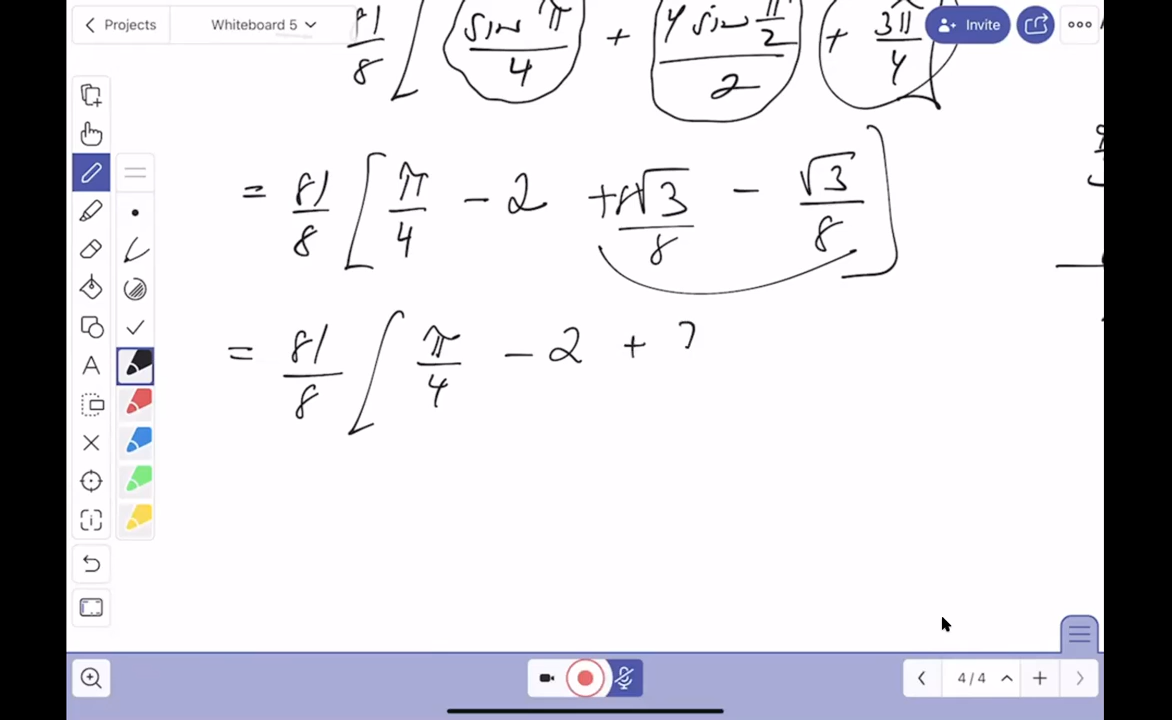 Projects Whiteboard 5 Invite
81/8 [ sin π/4 + 4 sin π/2 / 2 + 3π/4 ]
= 81/8 [ π/4 - 2 + √3/8 - √3/8 ]
= 81/8 [ π/4 - 2 + 7
A
4/4